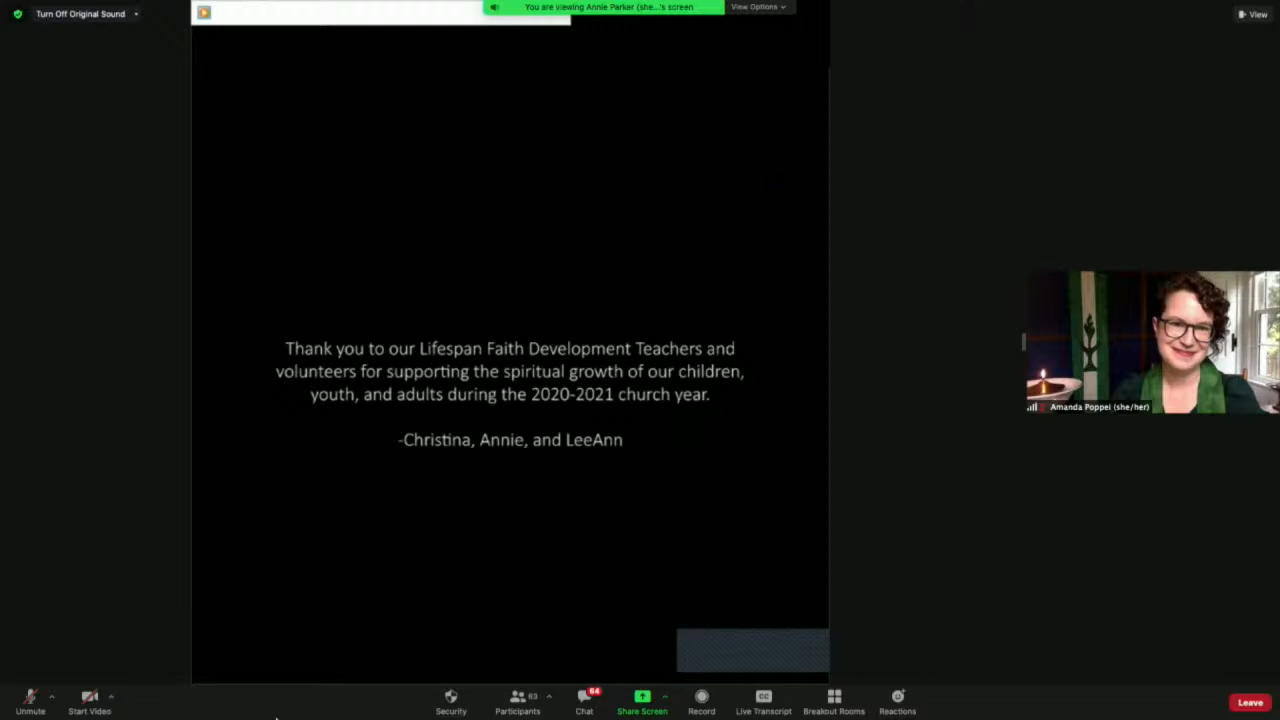 Turn Off Original Sound
You are viewing Annie Parker (she...'s screen
View Options
View
Thank you to our Lifespan Faith Development Teachers and
volunteers for supporting the spiritual growth of our children,
youth, and adults during the 2020-2021 church year.
-Christina, Annie, and LeeAnn
Amanda Poppei (she/her)
Unmute
Start Video
Security
63
Participants
64
Chat
Share Screen
Record
CC
Live Transcript
Breakout Rooms
Reactions
Leave